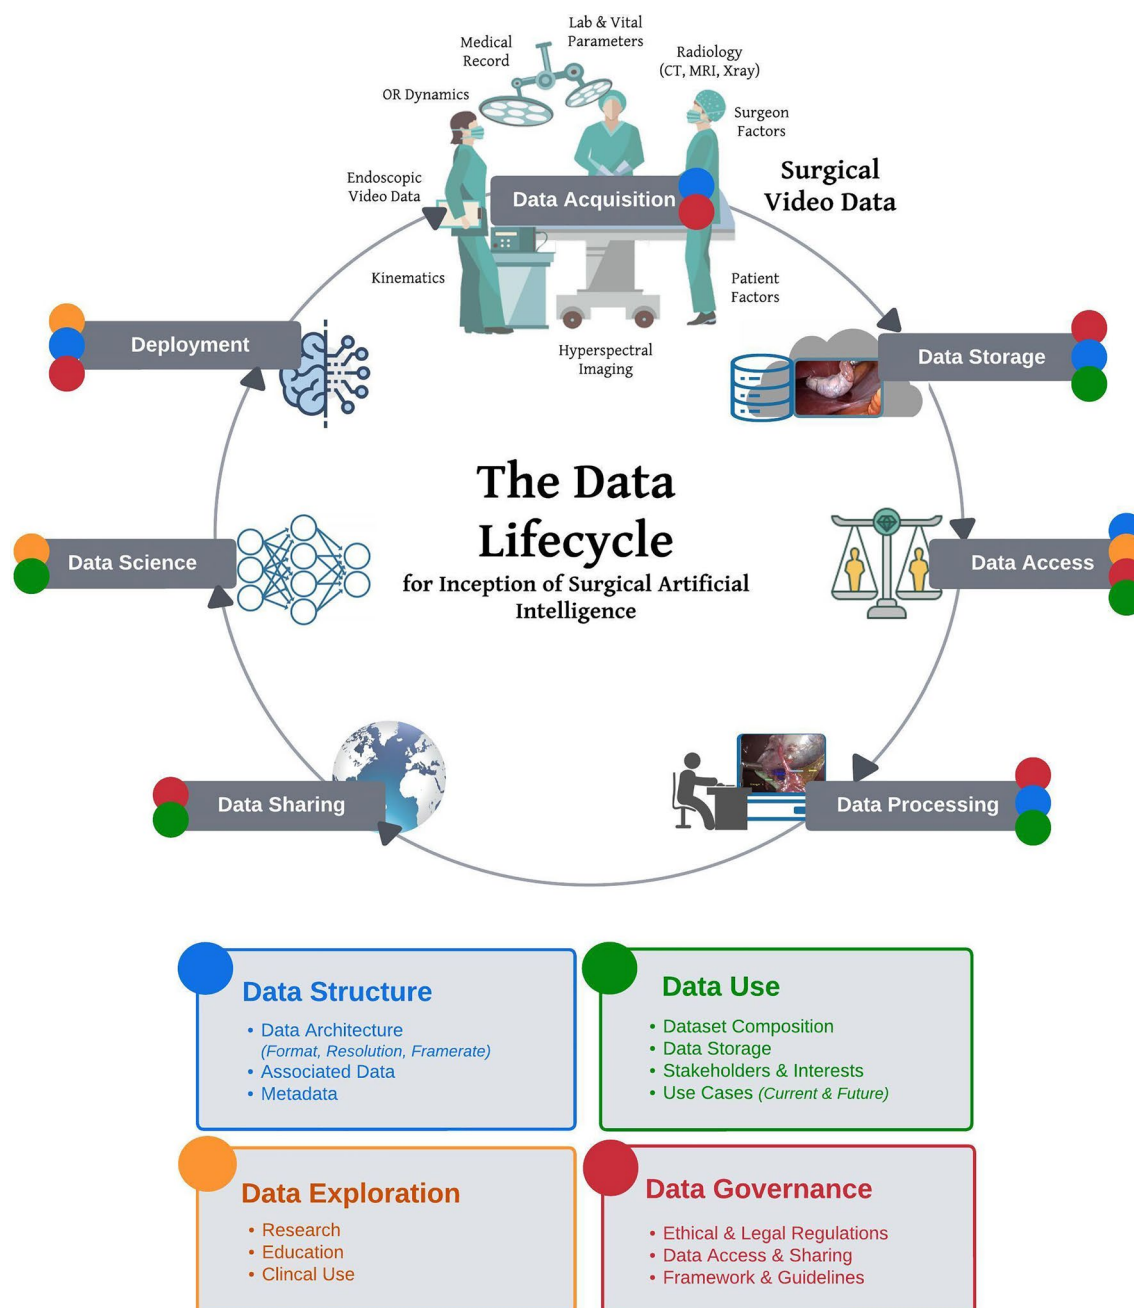 Lab & Vital
Parameters
Medical
Record
Radiology
(CT, MRI, Xray)
OR Dynamics
Surgeon
Factors
Endoscopic
Video Data
Data Acquisition
Surgical
Video Data
Kinematics
Patient
Factors
Hyperspectral
Imaging
Deployment
Data Storage
The Data
Lifecycle
for Inception of Surgical Artificial
Intelligence
Data Science
Data Access
Data Sharing
Data Processing
Data Structure
• Data Architecture
(Format, Resolution, Framerate)
• Associated Data
• Metadata
Data Use
• Dataset Composition
• Data Storage
• Stakeholders & Interests
• Use Cases (Current & Future)
Data Exploration
• Research
• Education
• Clincal Use
Data Governance
• Ethical & Legal Regulations
• Data Access & Sharing
• Framework & Guidelines